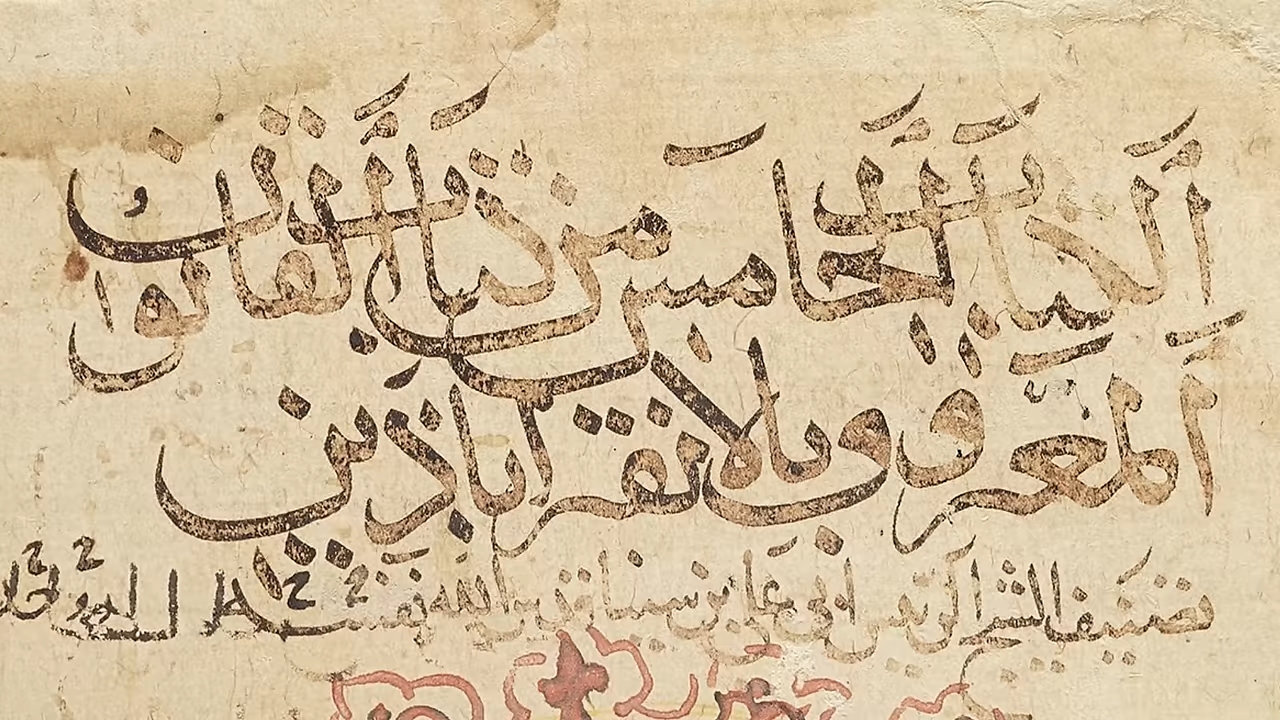 الكتاب الخامس من كتاب القانون
المعروف بالاقراباذين
تصنيف الشيخ الرئيس ابي علي بن سينا قدس الله نفسه